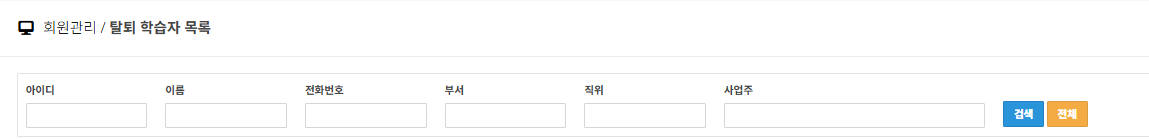 회원관리 / 탈퇴 학습자 목록
아이디 이름 전화번호 부서 직위 사업주
검색 전체